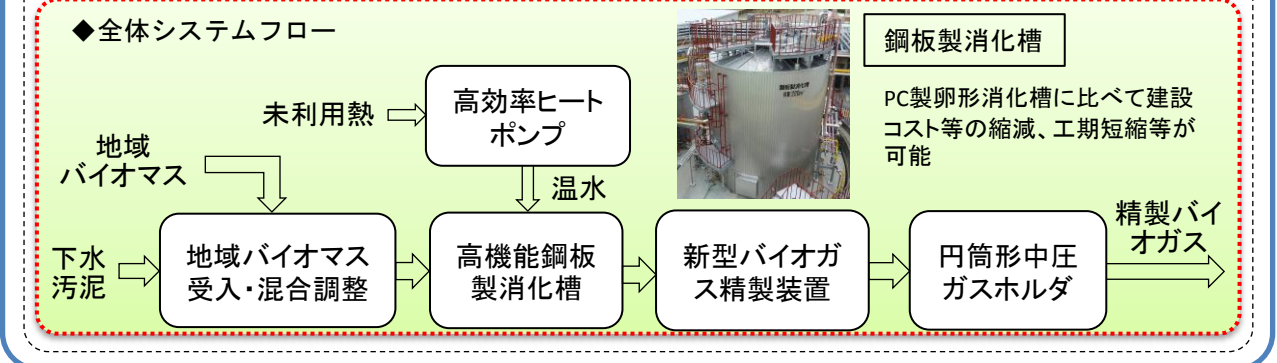 ◆全体システムフロー
鋼板製消化槽
PC製卵形消化槽に比べて建設
コスト等の縮減、工期短縮等が
可能
未利用熱
高効率ヒート
ポンプ
地域
バイオマス
温水
下水
汚泥
地域バイオマス
受入・混合調整
高機能鋼板
製消化槽
新型バイオガ
ス精製装置
円筒形中圧
ガスホルダ
精製バイ
オガス